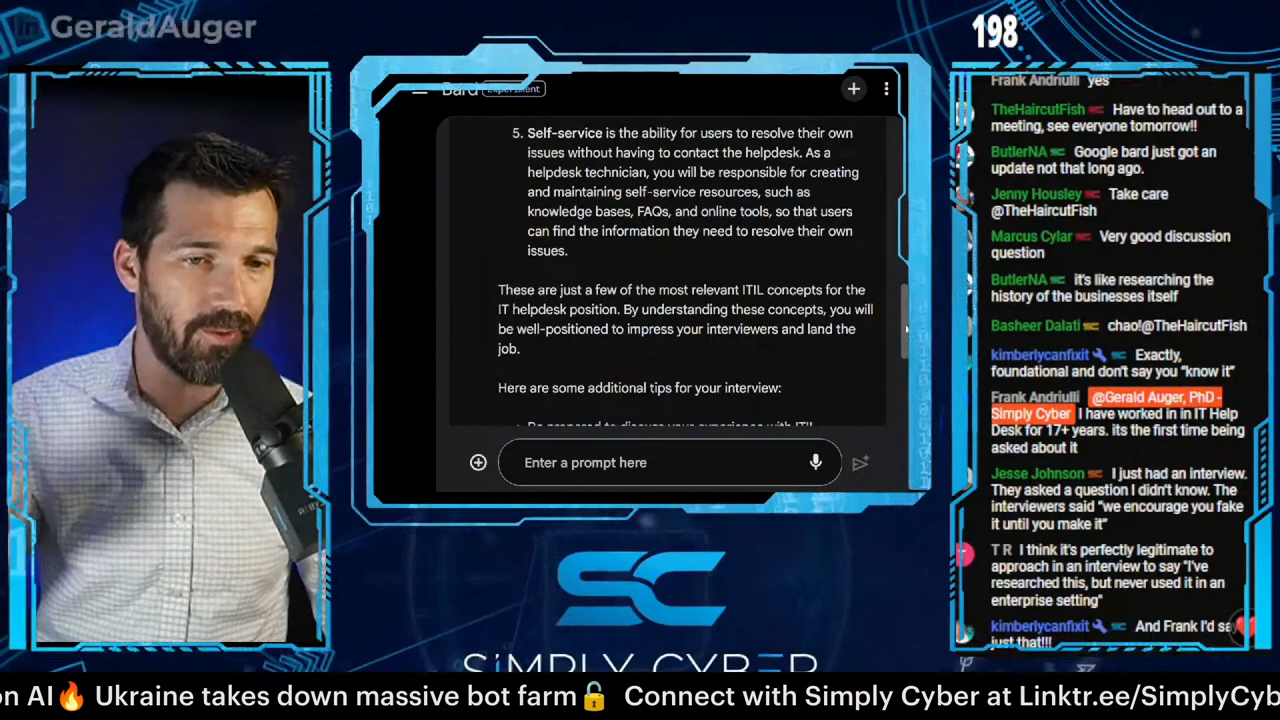 in GeraldAuger
198
Bard Experiment
5. Self-service is the ability for users to resolve their own
issues without having to contact the helpdesk. As a
helpdesk technician, you will be responsible for creating
and maintaining self-service resources, such as
knowledge bases, FAQs, and online tools, so that users
can find the information they need to resolve their own
issues.
These are just a few of the most relevant ITIL concepts for the
IT helpdesk position. By understanding these concepts, you will
be well-positioned to impress your interviewers and land the
job.
Here are some additional tips for your interview:
Be prepared to discuss your experience with ITIL
Enter a prompt here
SC
SIMPLY CYBER
Frank Andriulli yes
TheHaircutFish Have to head out to a
meeting, see everyone tomorrow!!
ButlerNA Google bard just got an
update not that long ago.
Jenny Housley Take care
@TheHaircutFish
Marcus Cylar Very good discussion
question
ButlerNA it's like researching the
history of the businesses itself
Basheer Dalati chao!@TheHaircutFish
kimberlycanfixit Exactly,
foundational and don't say you “know it”
Frank Andriulli @Gerald Auger, PhD -
Simply Cyber I have worked in in IT Help
Desk for 17+ years. its the first time being
asked about it
Jesse Johnson I just had an interview.
They asked a question I didn't know. The
interviewers said “we encourage you fake
it until you make it”
T R I think it's perfectly legitimate to
approach in an interview to say "I've
researched this, but never used it in an
enterprise setting"
kimberlycanfixit And Frank I'd say
just that!!!
on AI🔥 Ukraine takes down massive bot farm🔓 Connect with Simply Cyber at Linktr.ee/SimplyCyb